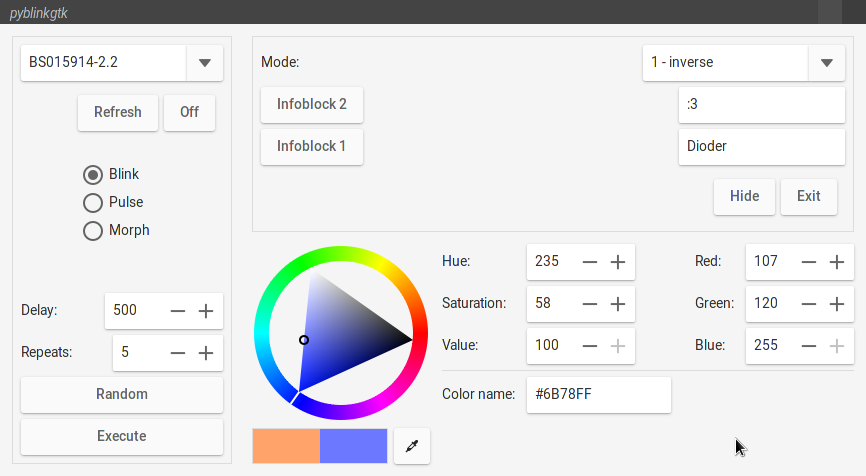 pyblinkgtk
BS015914-2.2
Refresh Off
Blink
Pulse
Morph
Delay: 500
Repeats: 5
Random
Execute
Mode: 1 - inverse
Infoblock 2 :3
Infoblock 1 Dioder
Hide Exit
Hue: 235 Red: 107
Saturation: 58 Green: 120
Value: 100 Blue: 255
Color name: #6B78FF